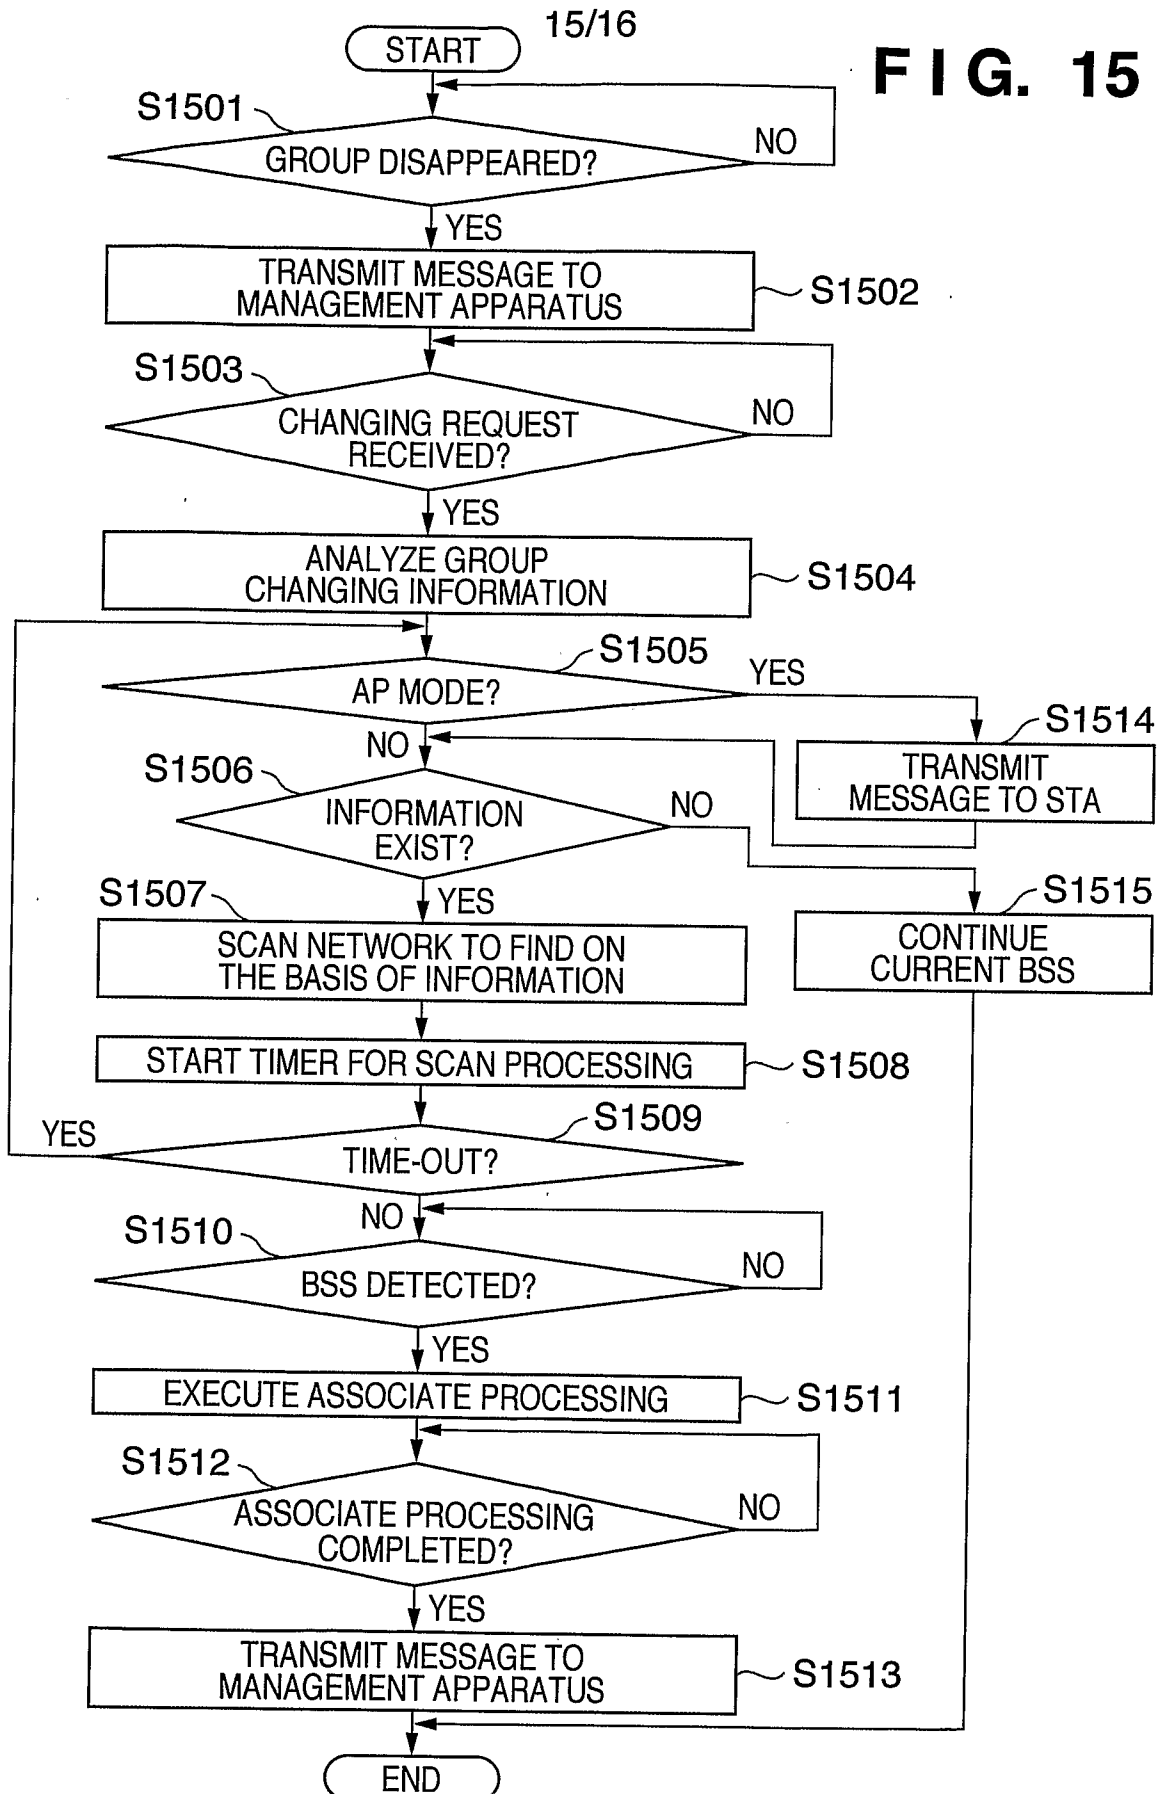 15/16
FIG. 15
START
S1501
GROUP DISAPPEARED?
NO
YES
TRANSMIT MESSAGE TO
MANAGEMENT APPARATUS
S1502
S1503
CHANGING REQUEST
RECEIVED?
NO
YES
ANALYZE GROUP
CHANGING INFORMATION
S1504
S1505
AP MODE?
YES
NO
S1514
TRANSMIT
MESSAGE TO STA
S1506
INFORMATION
EXIST?
NO
YES
S1515
CONTINUE
CURRENT BSS
S1507
SCAN NETWORK TO FIND ON
THE BASIS OF INFORMATION
START TIMER FOR SCAN PROCESSING
S1508
S1509
YES
TIME-OUT?
NO
S1510
BSS DETECTED?
NO
YES
EXECUTE ASSOCIATE PROCESSING
S1511
S1512
ASSOCIATE PROCESSING
COMPLETED?
NO
YES
TRANSMIT MESSAGE TO
MANAGEMENT APPARATUS
S1513
END